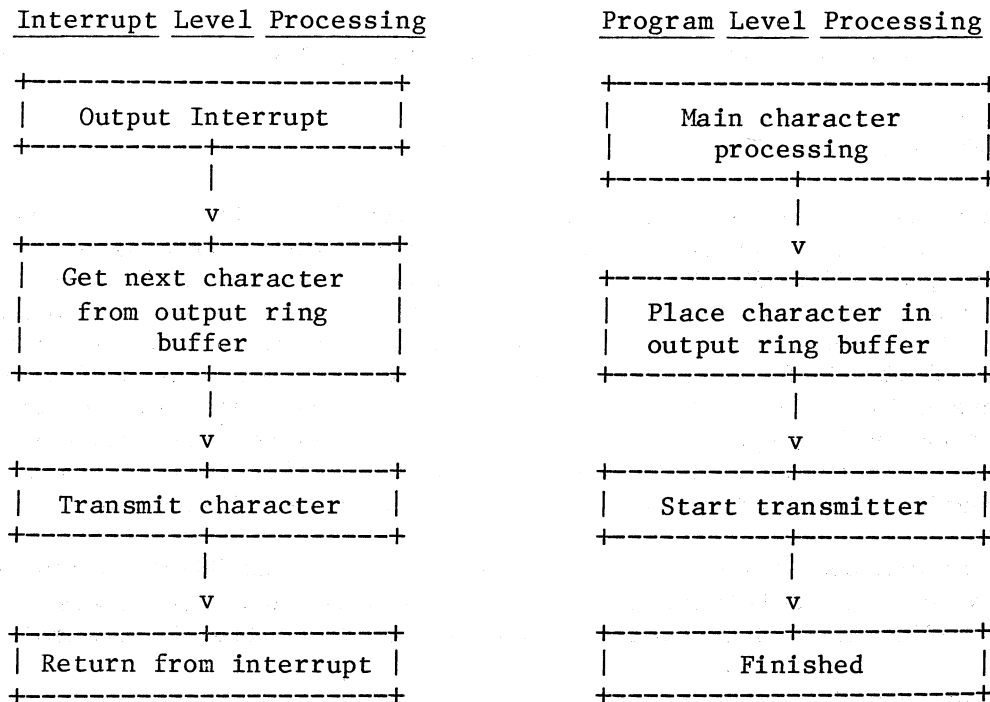 Interrupt Level Processing
Output Interrupt
Get next character
from output ring
buffer
Transmit character
Return from interrupt
Program Level Processing
Main character
processing
Place character in
output ring buffer
Start transmitter
Finished